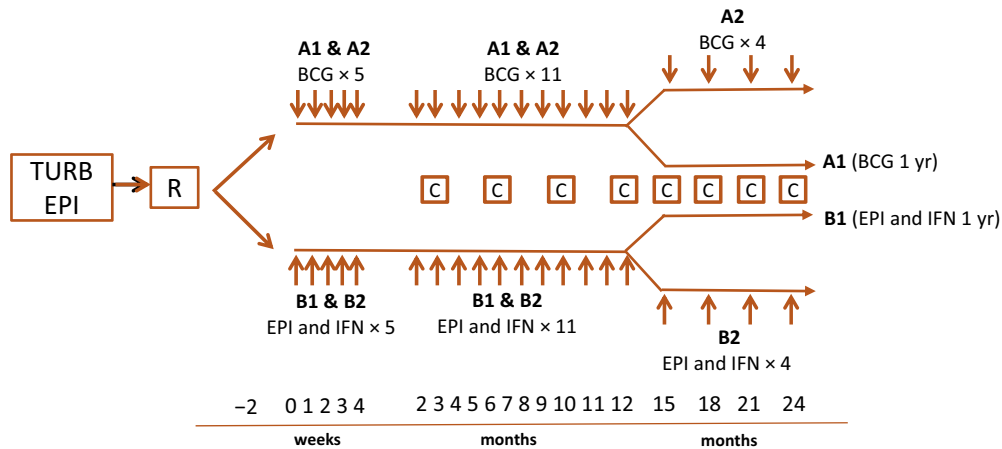 A1 & A2
BCG × 5
A1 & A2
BCG × 11
A2
BCG × 4
TURB
EPI
R
A1 (BCG 1 yr)
C C C C C C C C
B1 (EPI and IFN 1 yr)
B1 & B2
EPI and IFN × 5
B1 & B2
EPI and IFN × 11
B2
EPI and IFN × 4
−2 0 1 2 3 4 2 3 4 5 6 7 8 9 10 11 12 15 18 21 24
weeks months months